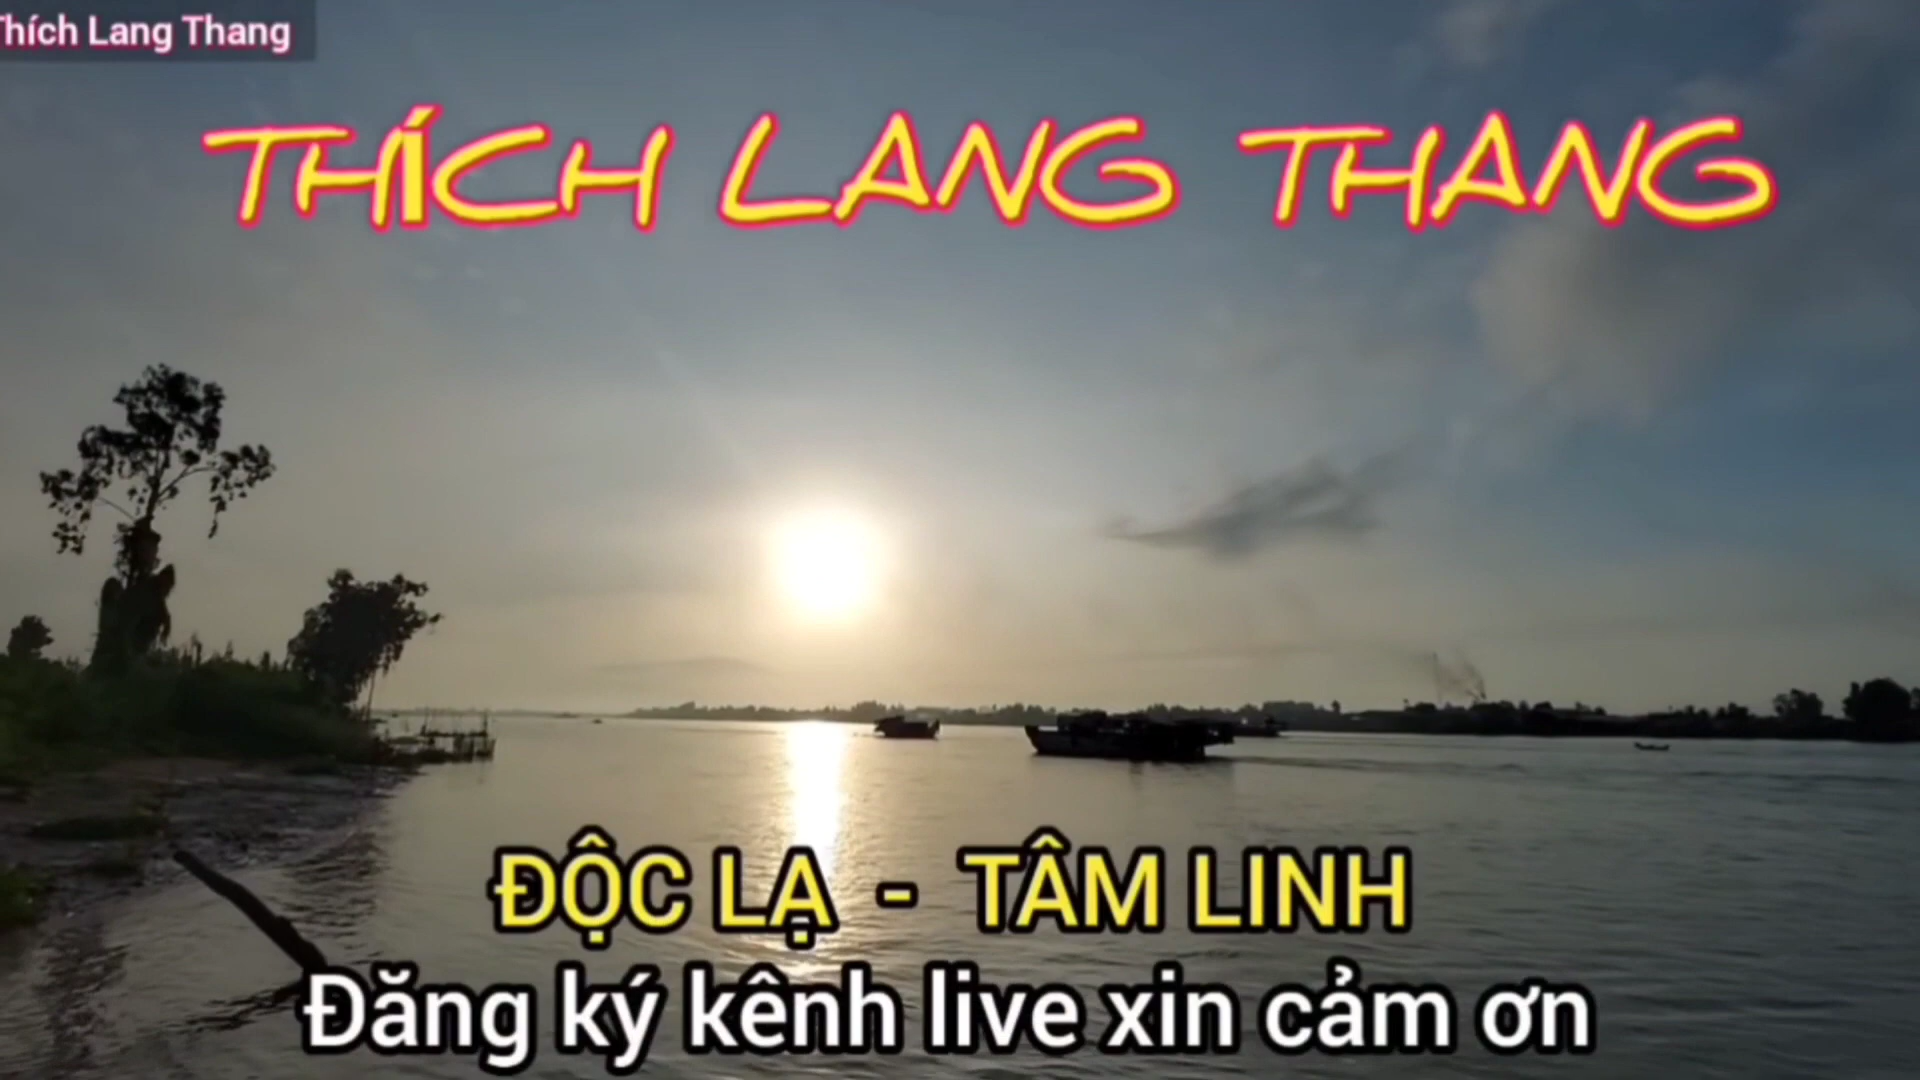 Thích Lang Thang
THÍCH LANG THANG
ĐỘC LẠ - TÂM LINH
Đăng ký kênh live xin cảm ơn